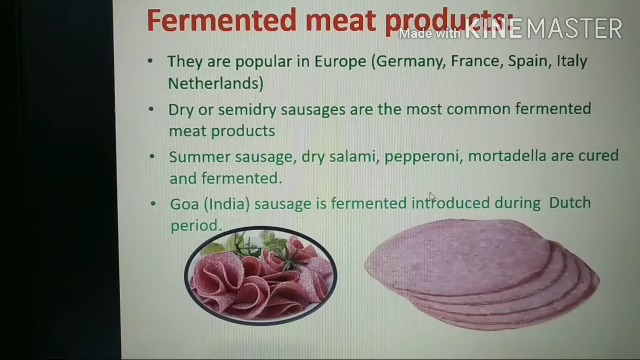 Fermented meat products:
Made with KINEMASTER
• They are popular in Europe (Germany, France, Spain, Italy
Netherlands)
• Dry or semidry sausages are the most common fermented
meat products
• Summer sausage, dry salami, pepperoni, mortadella are cured
and fermented.
• Goa (India) sausage is fermented introduced during Dutch
period.